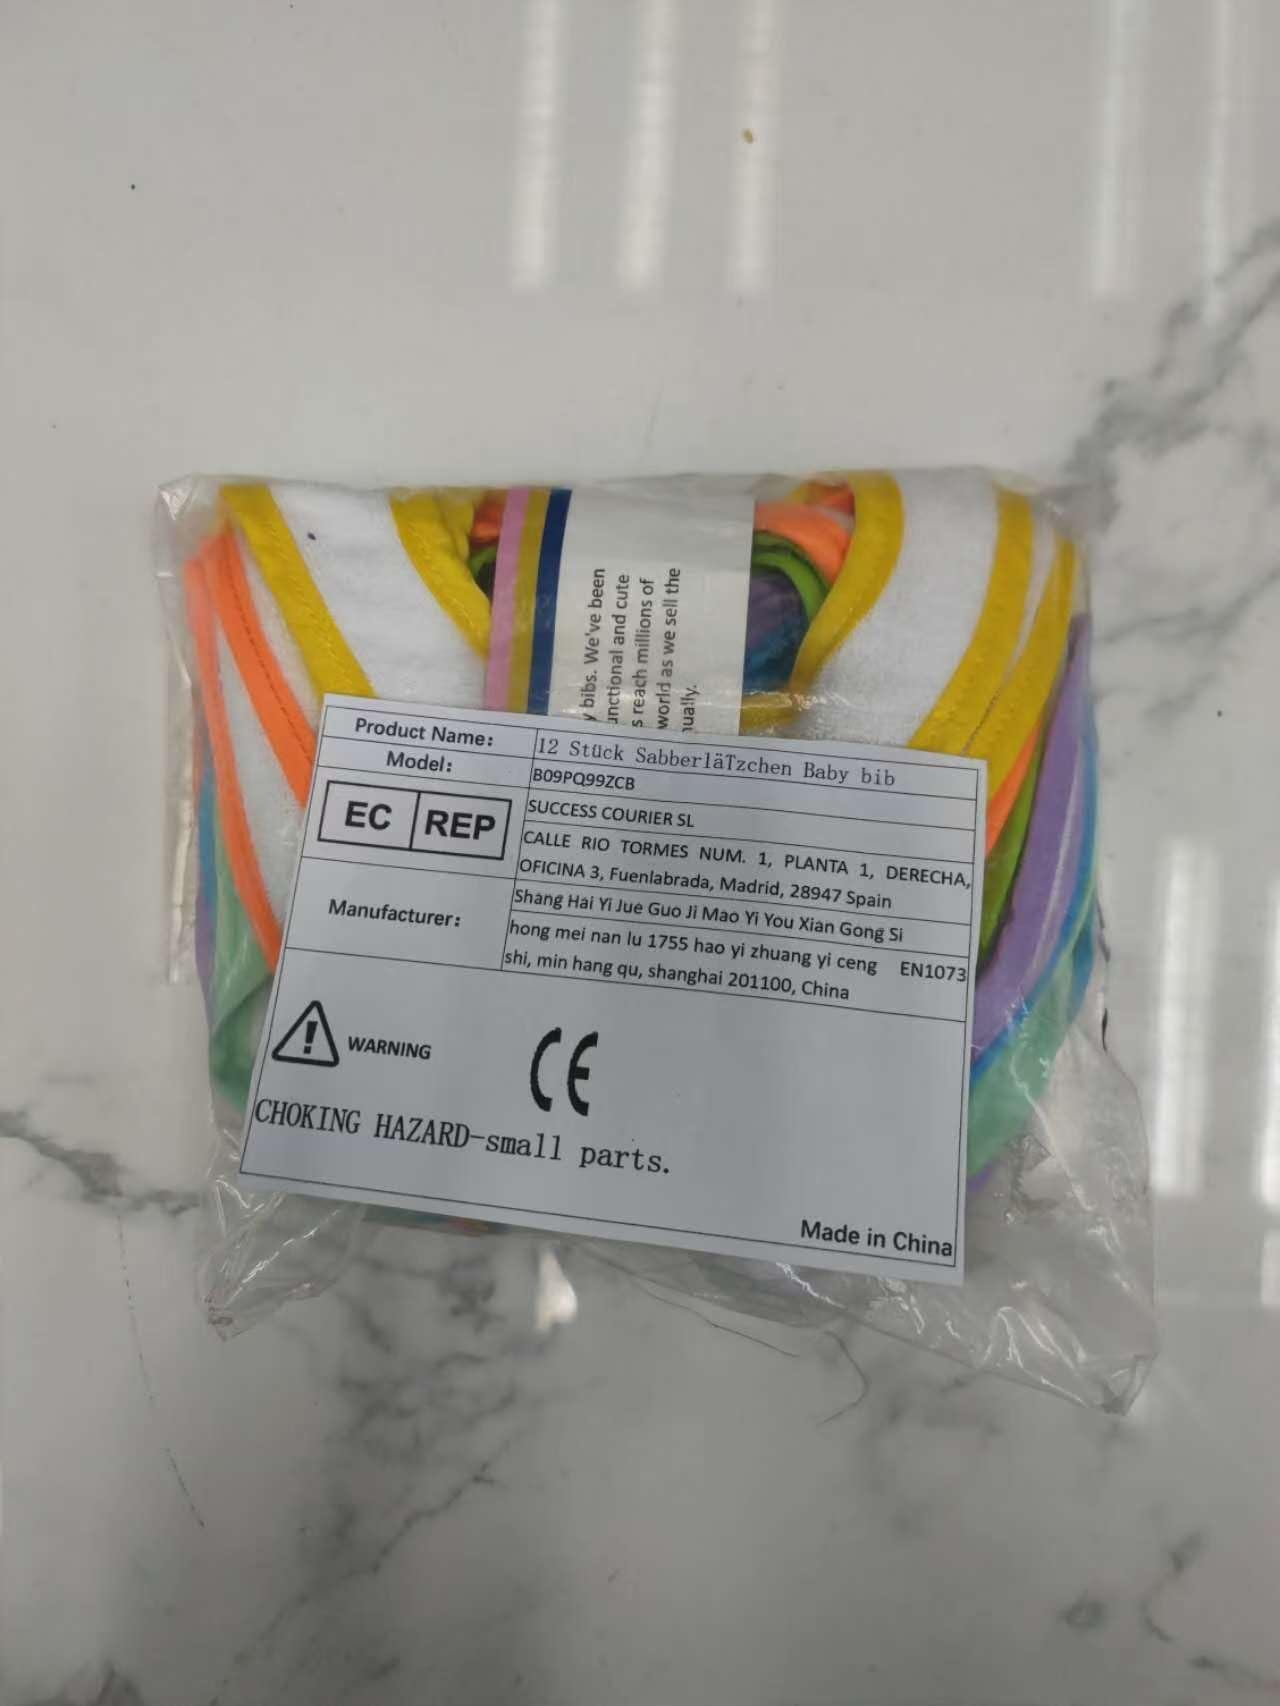 y bibs. We've been
unctional and cute
s reach millions of
world as we sell the
nually.
Product Name:
12 Stück SabberläTzchen Baby bib
Model:
B09PQ99ZCB
EC REP
SUCCESS COURIER SL
CALLE RIO TORMES NUM. 1, PLANTA 1, DERECHA,
OFICINA 3, Fuenlabrada, Madrid, 28947 Spain
Manufacturer:
Shang Hai Yi Jue Guo Ji Mao Yi You Xian Gong Si
hong mei nan lu 1755 hao yi zhuang yi ceng EN1073
shi, min hang qu, shanghai 201100, China
WARNING
CE
CHOKING HAZARD-small parts.
Made in China